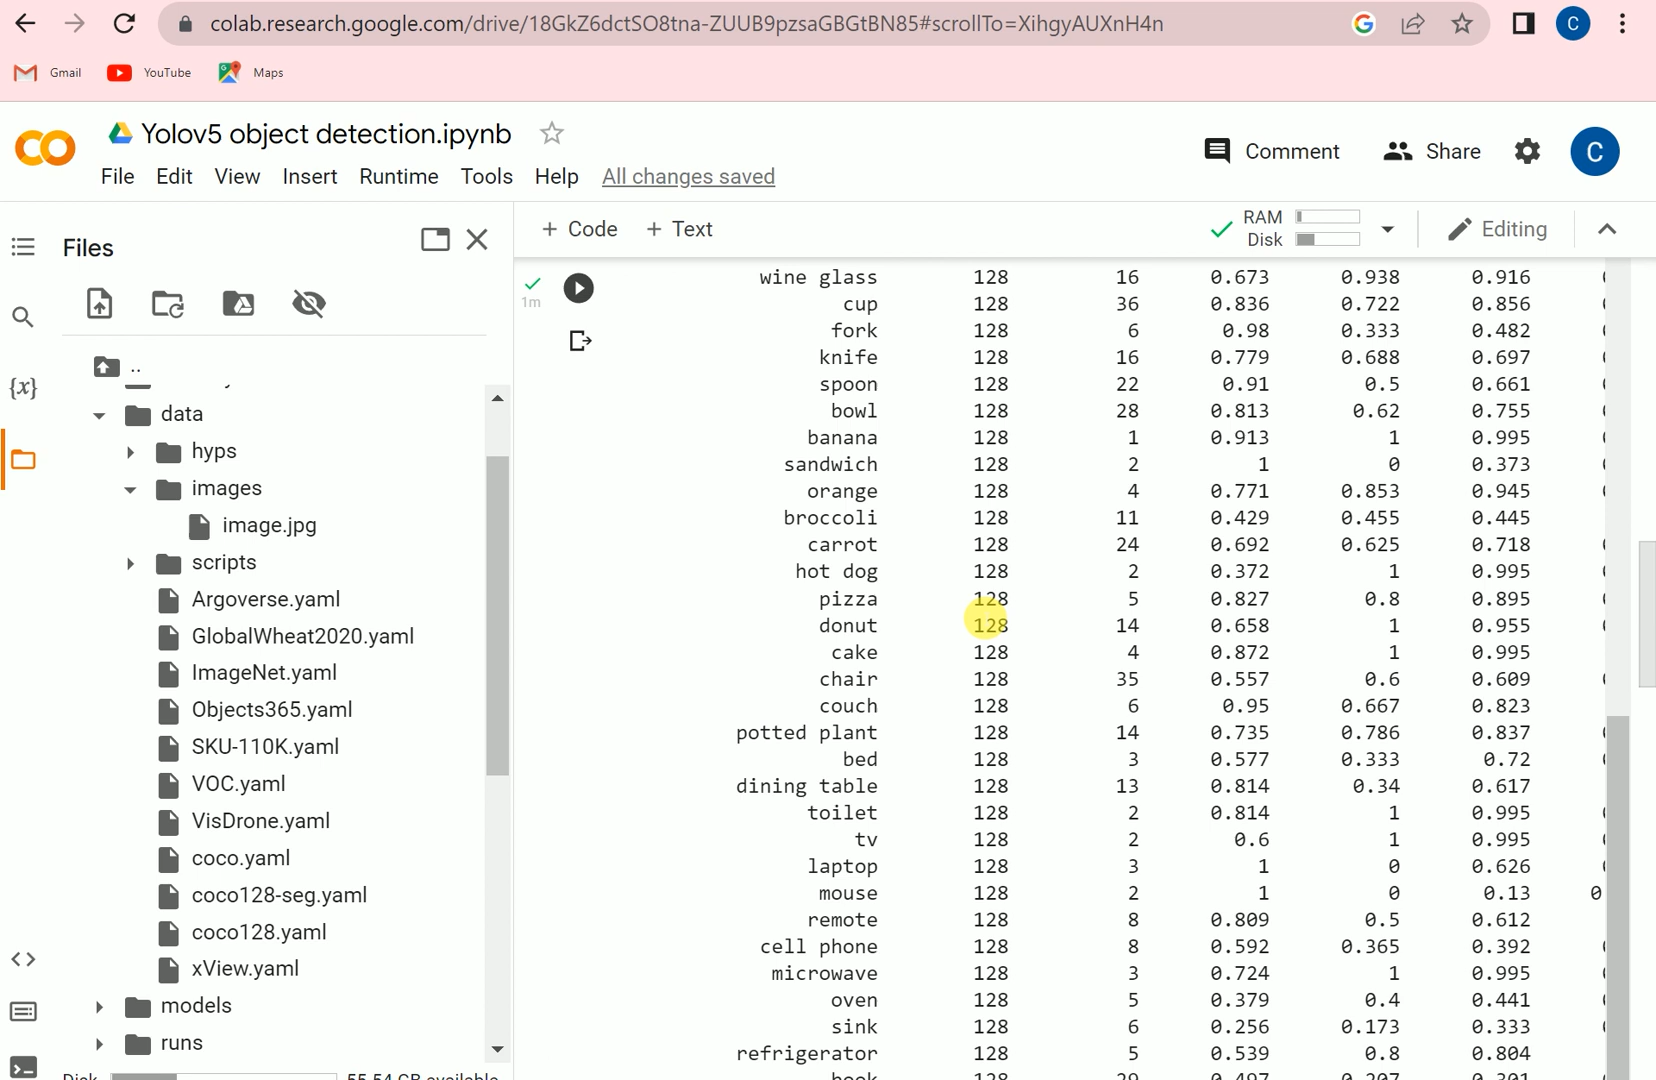 colab.research.google.com/drive/18GkZ6dctSO8tna-ZUUB9pzsaGBGtBN85#scrollTo=XihgyAUXnH4n
C
Gmail YouTube Maps
Yolov5 object detection.ipynb
File Edit View Insert Runtime Tools Help All changes saved
Comment Share C
Files
+ Code + Text
RAM
Disk
Editing
{x}
..
data
hyps
images
image.jpg
scripts
Argoverse.yaml
GlobalWheat2020.yaml
ImageNet.yaml
Objects365.yaml
SKU-110K.yaml
VOC.yaml
VisDrone.yaml
coco.yaml
coco128-seg.yaml
coco128.yaml
xView.yaml
models
runs
Disk 55.54 GB available
1m
wine glass 128 16 0.673 0.938 0.916
cup 128 36 0.836 0.722 0.856
fork 128 6 0.98 0.333 0.482
knife 128 16 0.779 0.688 0.697
spoon 128 22 0.91 0.5 0.661
bowl 128 28 0.813 0.62 0.755
banana 128 1 0.913 1 0.995
sandwich 128 2 1 0 0.373
orange 128 4 0.771 0.853 0.945
broccoli 128 11 0.429 0.455 0.445
carrot 128 24 0.692 0.625 0.718
hot dog 128 2 0.372 1 0.995
pizza 128 5 0.827 0.8 0.895
donut 128 14 0.658 1 0.955
cake 128 4 0.872 1 0.995
chair 128 35 0.557 0.6 0.609
couch 128 6 0.95 0.667 0.823
potted plant 128 14 0.735 0.786 0.837
bed 128 3 0.577 0.333 0.72
dining table 128 13 0.814 0.34 0.617
toilet 128 2 0.814 1 0.995
tv 128 2 0.6 1 0.995
laptop 128 3 1 0 0.626
mouse 128 2 1 0 0.13 0
remote 128 8 0.809 0.5 0.612
cell phone 128 8 0.592 0.365 0.392
microwave 128 3 0.724 1 0.995
oven 128 5 0.379 0.4 0.441
sink 128 6 0.256 0.173 0.333
refrigerator 128 5 0.539 0.8 0.804
book 128 29 0.497 0.207 0.301